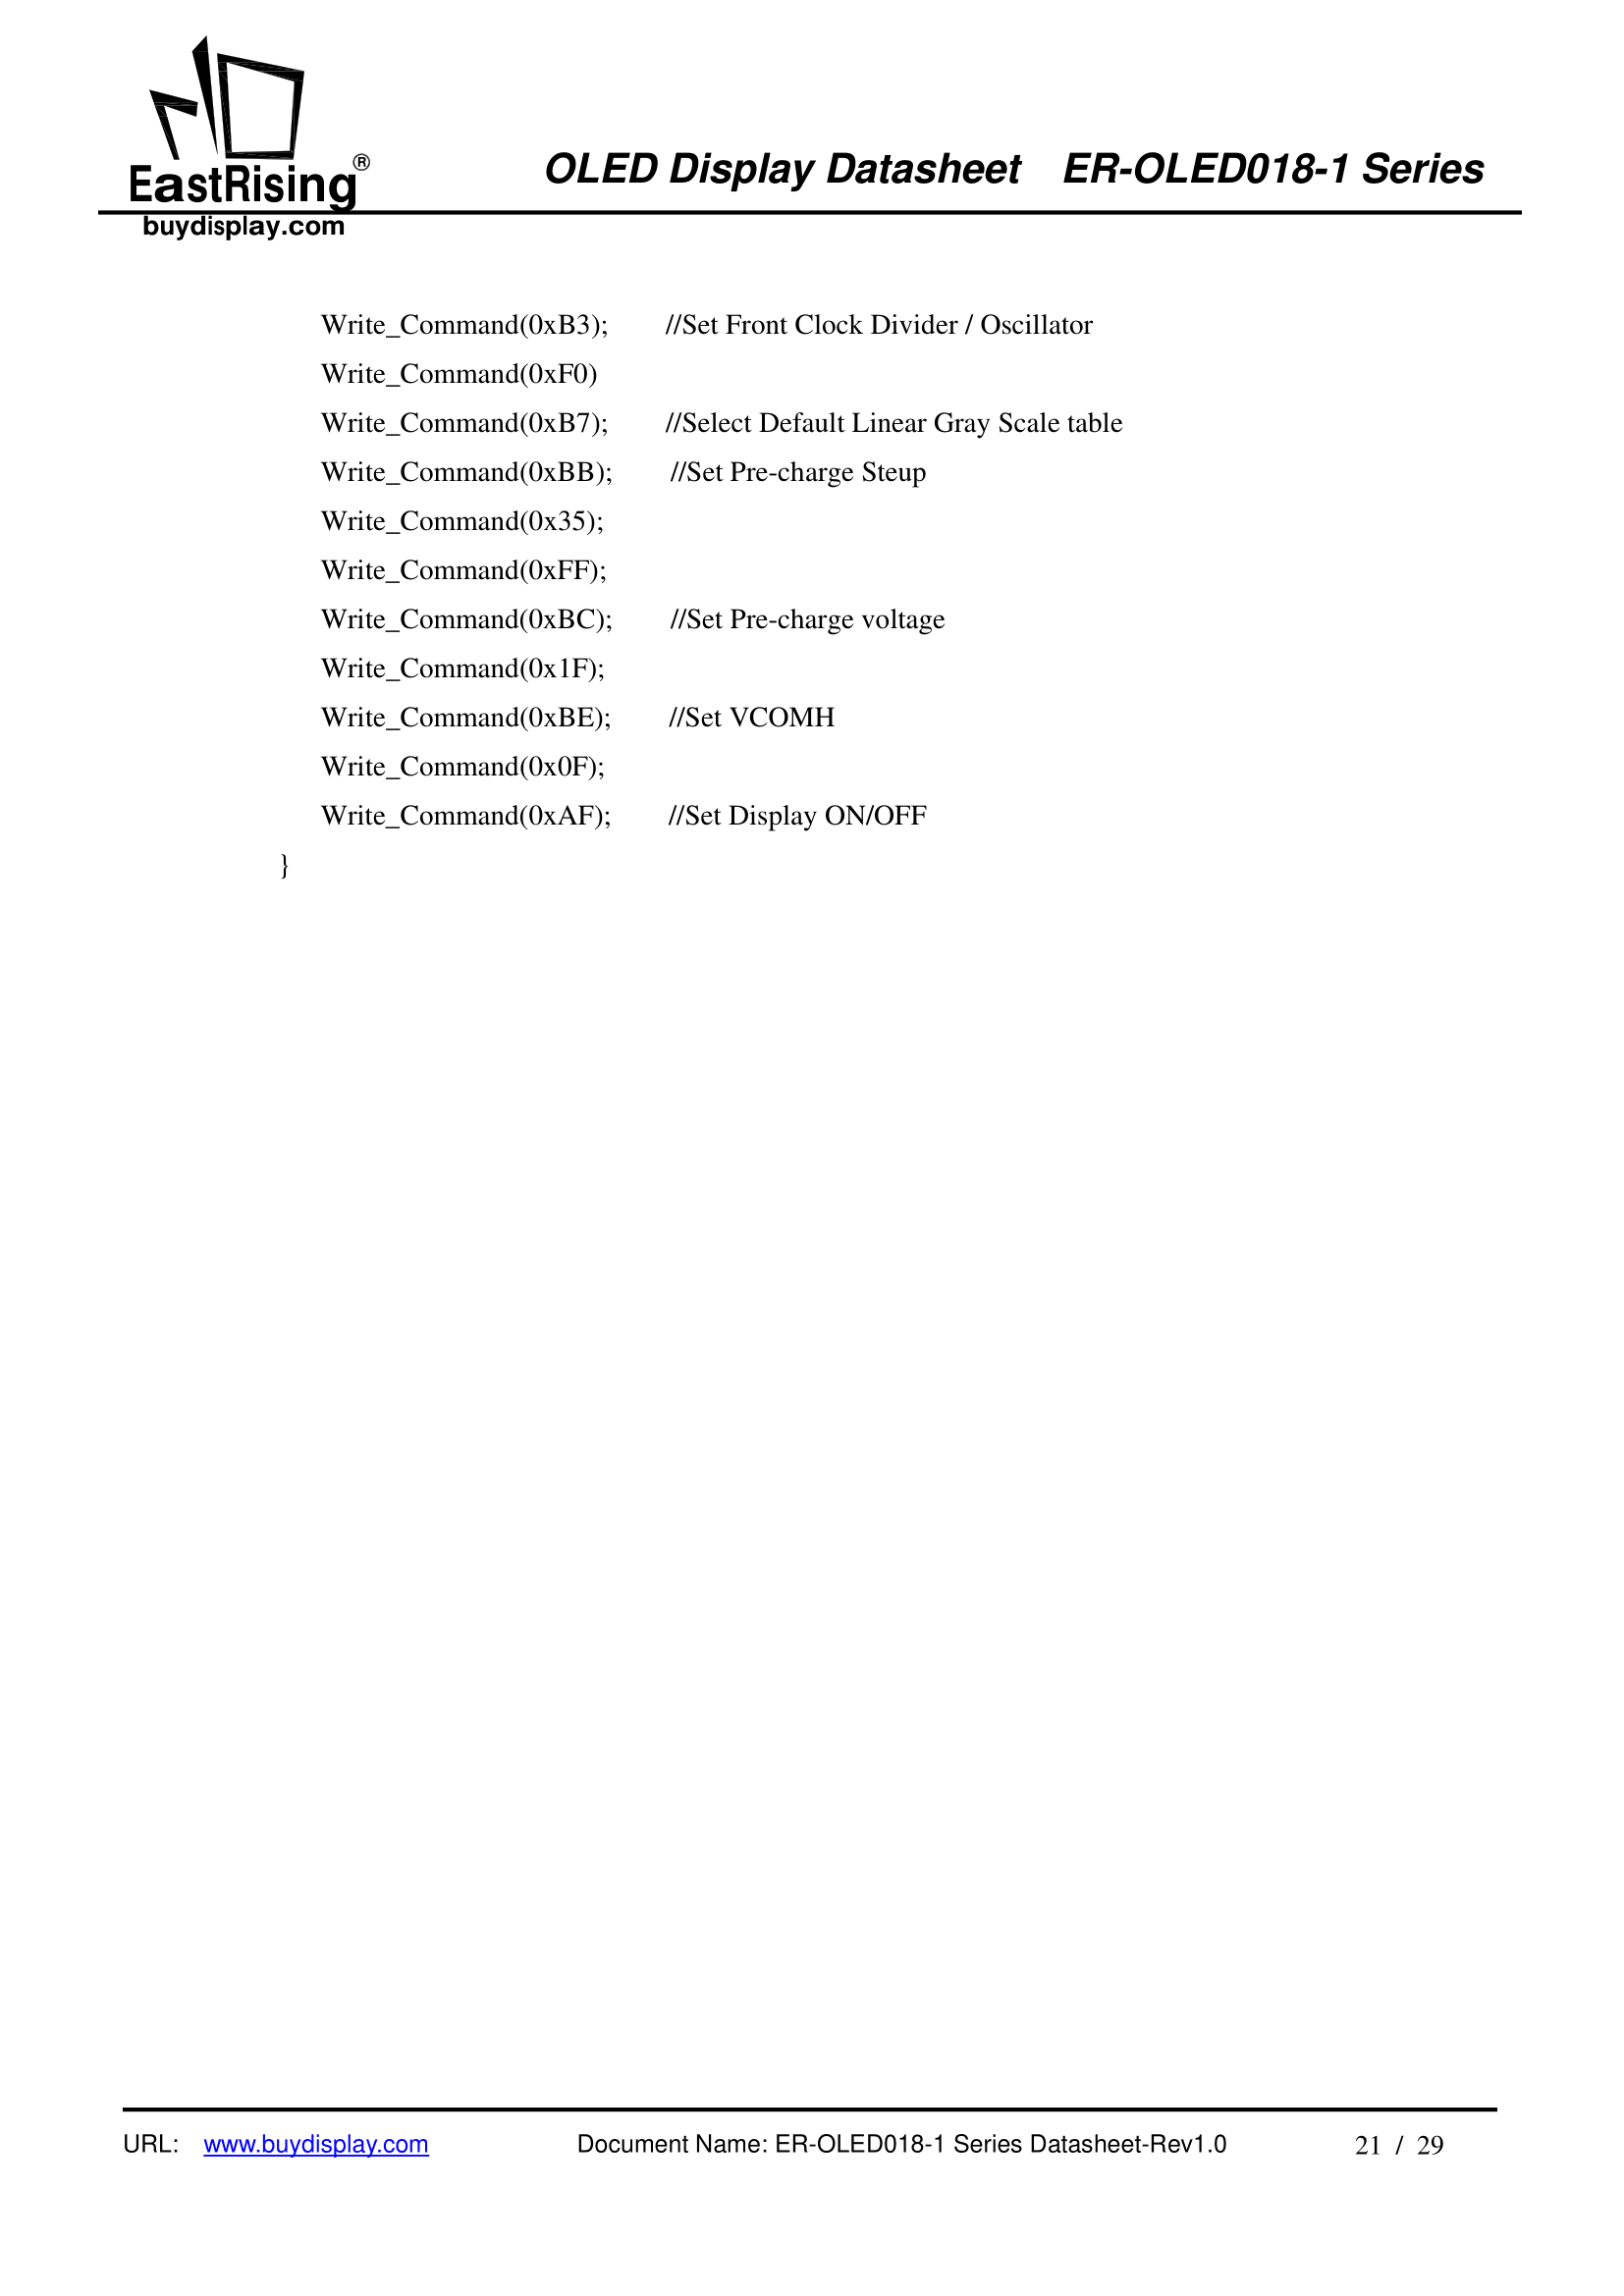 EastRising®
buydisplay.com
OLED Display Datasheet ER-OLED018-1 Series
Write_Command(0xB3); //Set Front Clock Divider / Oscillator
Write_Command(0xF0)
Write_Command(0xB7); //Select Default Linear Gray Scale table
Write_Command(0xBB); //Set Pre-charge Steup
Write_Command(0x35);
Write_Command(0xFF);
Write_Command(0xBC); //Set Pre-charge voltage
Write_Command(0x1F);
Write_Command(0xBE); //Set VCOMH
Write_Command(0x0F);
Write_Command(0xAF); //Set Display ON/OFF
}
URL: www.buydisplay.com Document Name: ER-OLED018-1 Series Datasheet-Rev1.0 21 / 29